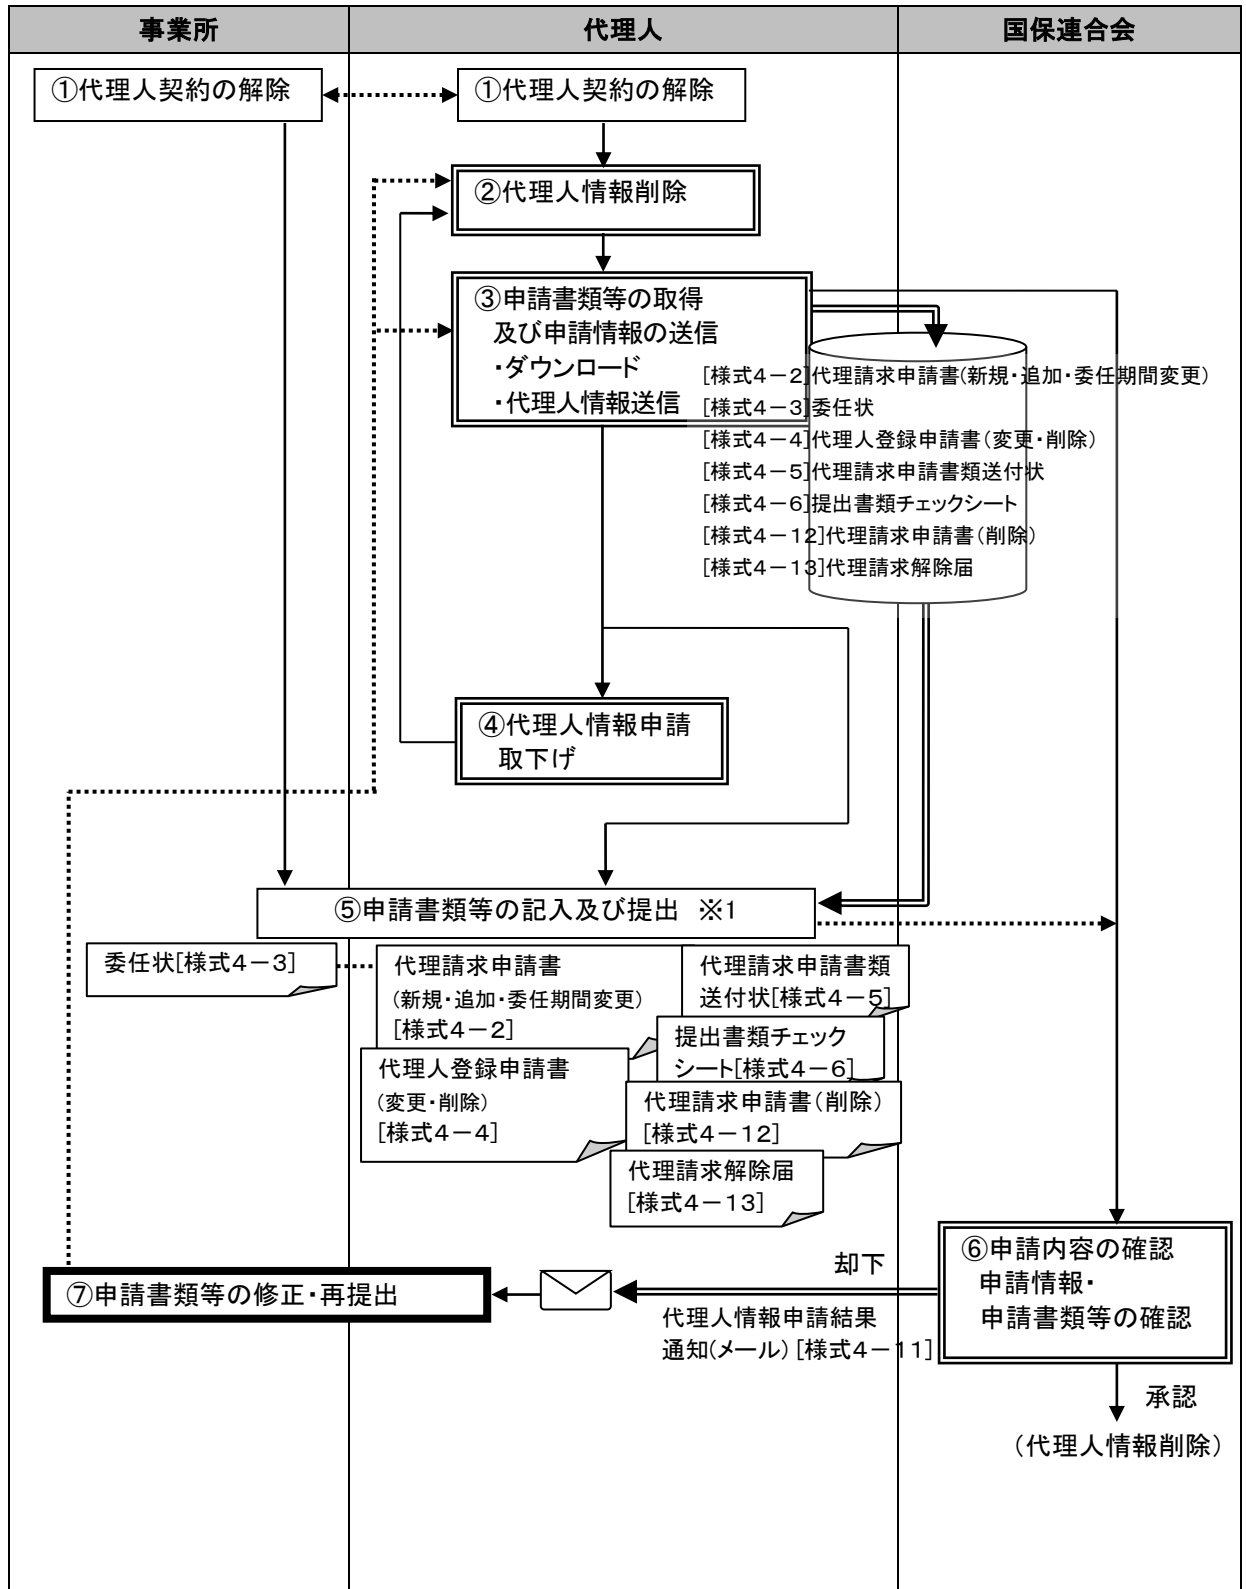 事業所
代理人
国保連合会
①代理人契約の解除
①代理人契約の解除
②代理人情報削除
③申請書類等の取得
及び申請情報の送信
・ダウンロード
・代理人情報送信
[様式4－2]代理請求申請書(新規・追加・委任期間変更)
[様式4－3]委任状
[様式4－4]代理人登録申請書(変更・削除)
[様式4－5]代理請求申請書類送付状
[様式4－6]提出書類チェックシート
[様式4－12]代理請求申請書(削除)
[様式4－13]代理請求解除届
④代理人情報申請
取下げ
⑤申請書類等の記入及び提出 ※1
委任状[様式4－3]
代理請求申請書
(新規・追加・委任期間変更)
[様式4－2]
代理請求申請書類
送付状[様式4－5]
提出書類チェック
シート[様式4－6]
代理人登録申請書
(変更・削除)
[様式4－4]
代理請求申請書(削除)
[様式4－12]
代理請求解除届
[様式4－13]
⑥申請内容の確認
申請情報・
申請書類等の確認
却下
⑦申請書類等の修正・再提出
代理人情報申請結果
通知(メール) [様式4－11]
承認
(代理人情報削除)